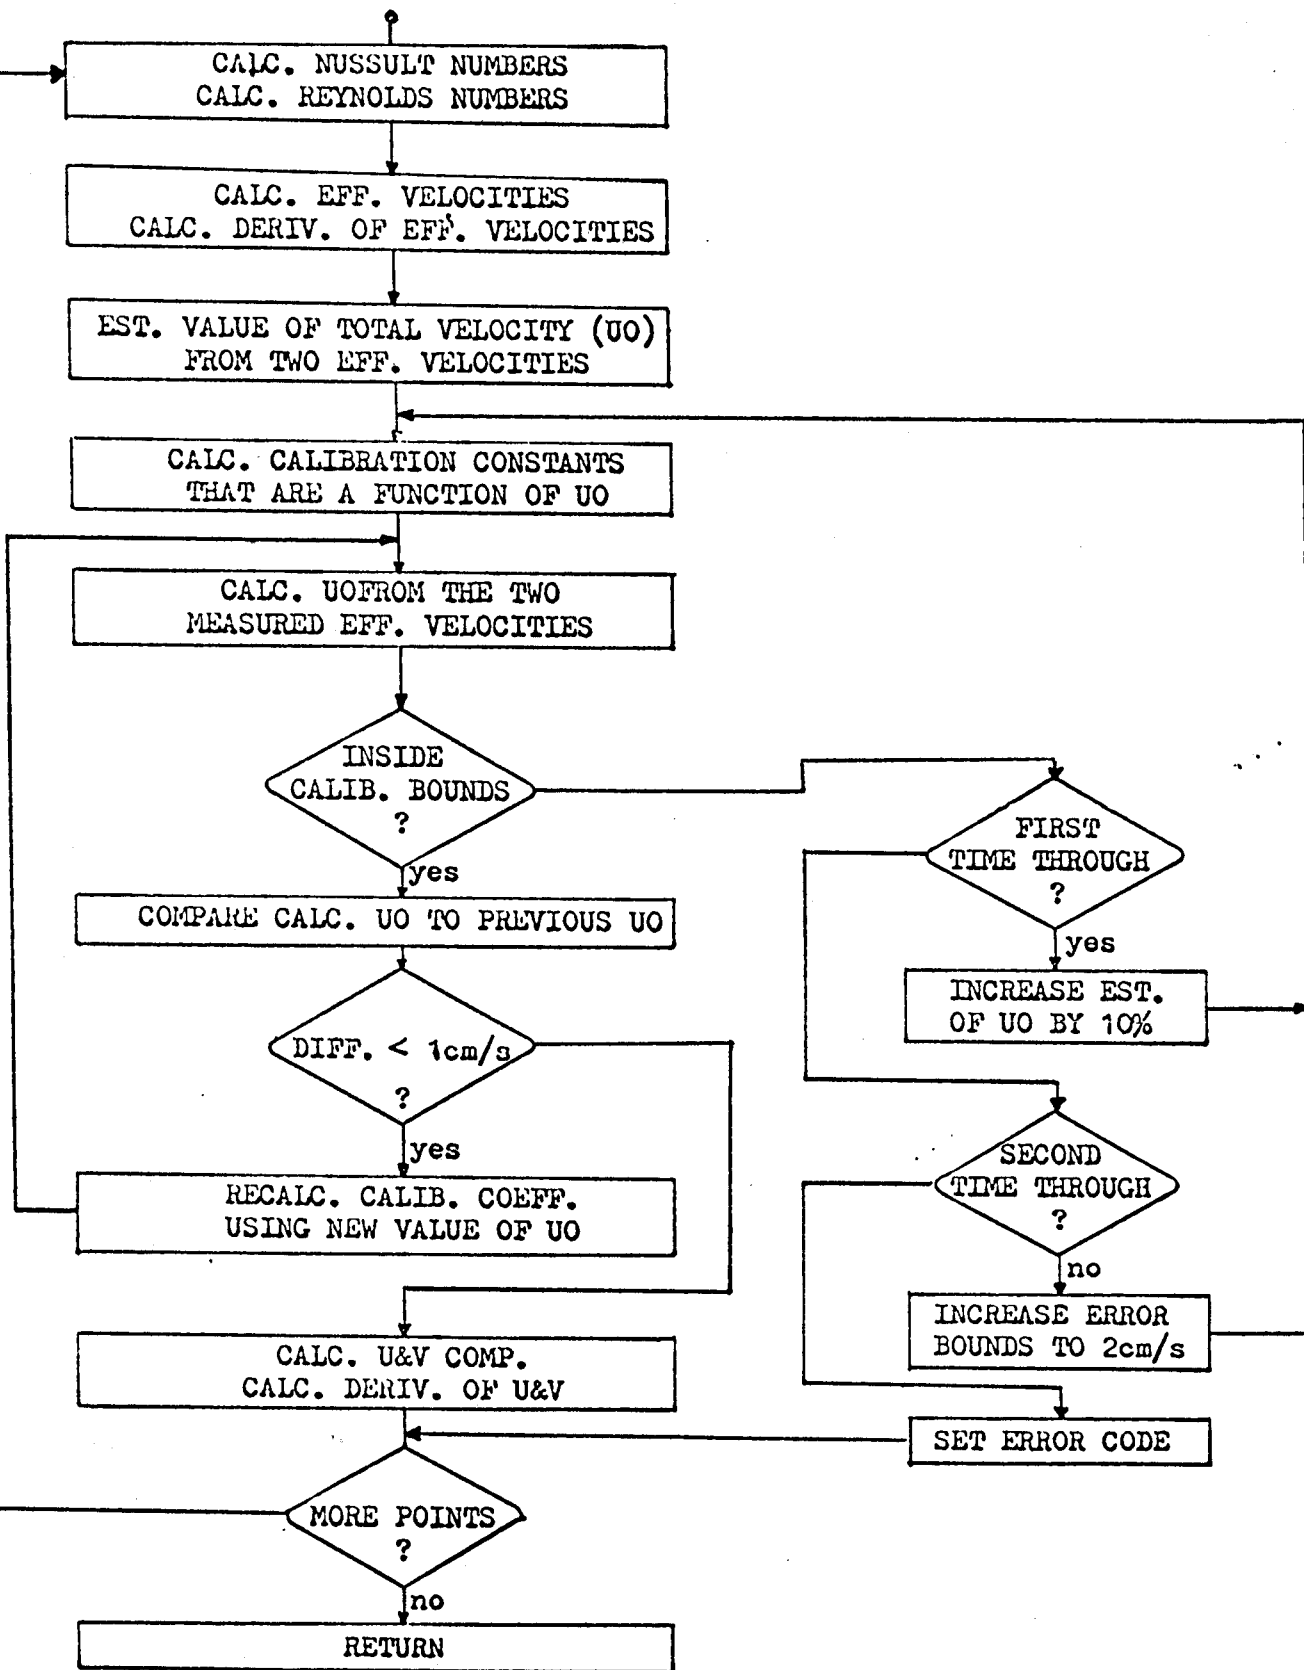 CALC. NUSSULT NUMBERS
CALC. REYNOLDS NUMBERS
CALC. EFF. VELOCITIES
CALC. DERIV. OF EFF. VELOCITIES
EST. VALUE OF TOTAL VELOCITY (UO)
FROM TWO EFF. VELOCITIES
CALC. CALIBRATION CONSTANTS
THAT ARE A FUNCTION OF UO
CALC. UOFROM THE TWO
MEASURED EFF. VELOCITIES
INSIDE
CALIB. BOUNDS
?
yes
FIRST
TIME THROUGH
?
yes
COMPARE CALC. UO TO PREVIOUS UO
INCREASE EST.
OF UO BY 10%
DIFF. < 1cm/s
?
yes
SECOND
TIME THROUGH
?
no
RECALC. CALIB. COEFF.
USING NEW VALUE OF UO
INCREASE ERROR
BOUNDS TO 2cm/s
CALC. U&V COMP.
CALC. DERIV. OF U&V
SET ERROR CODE
MORE POINTS
?
no
RETURN